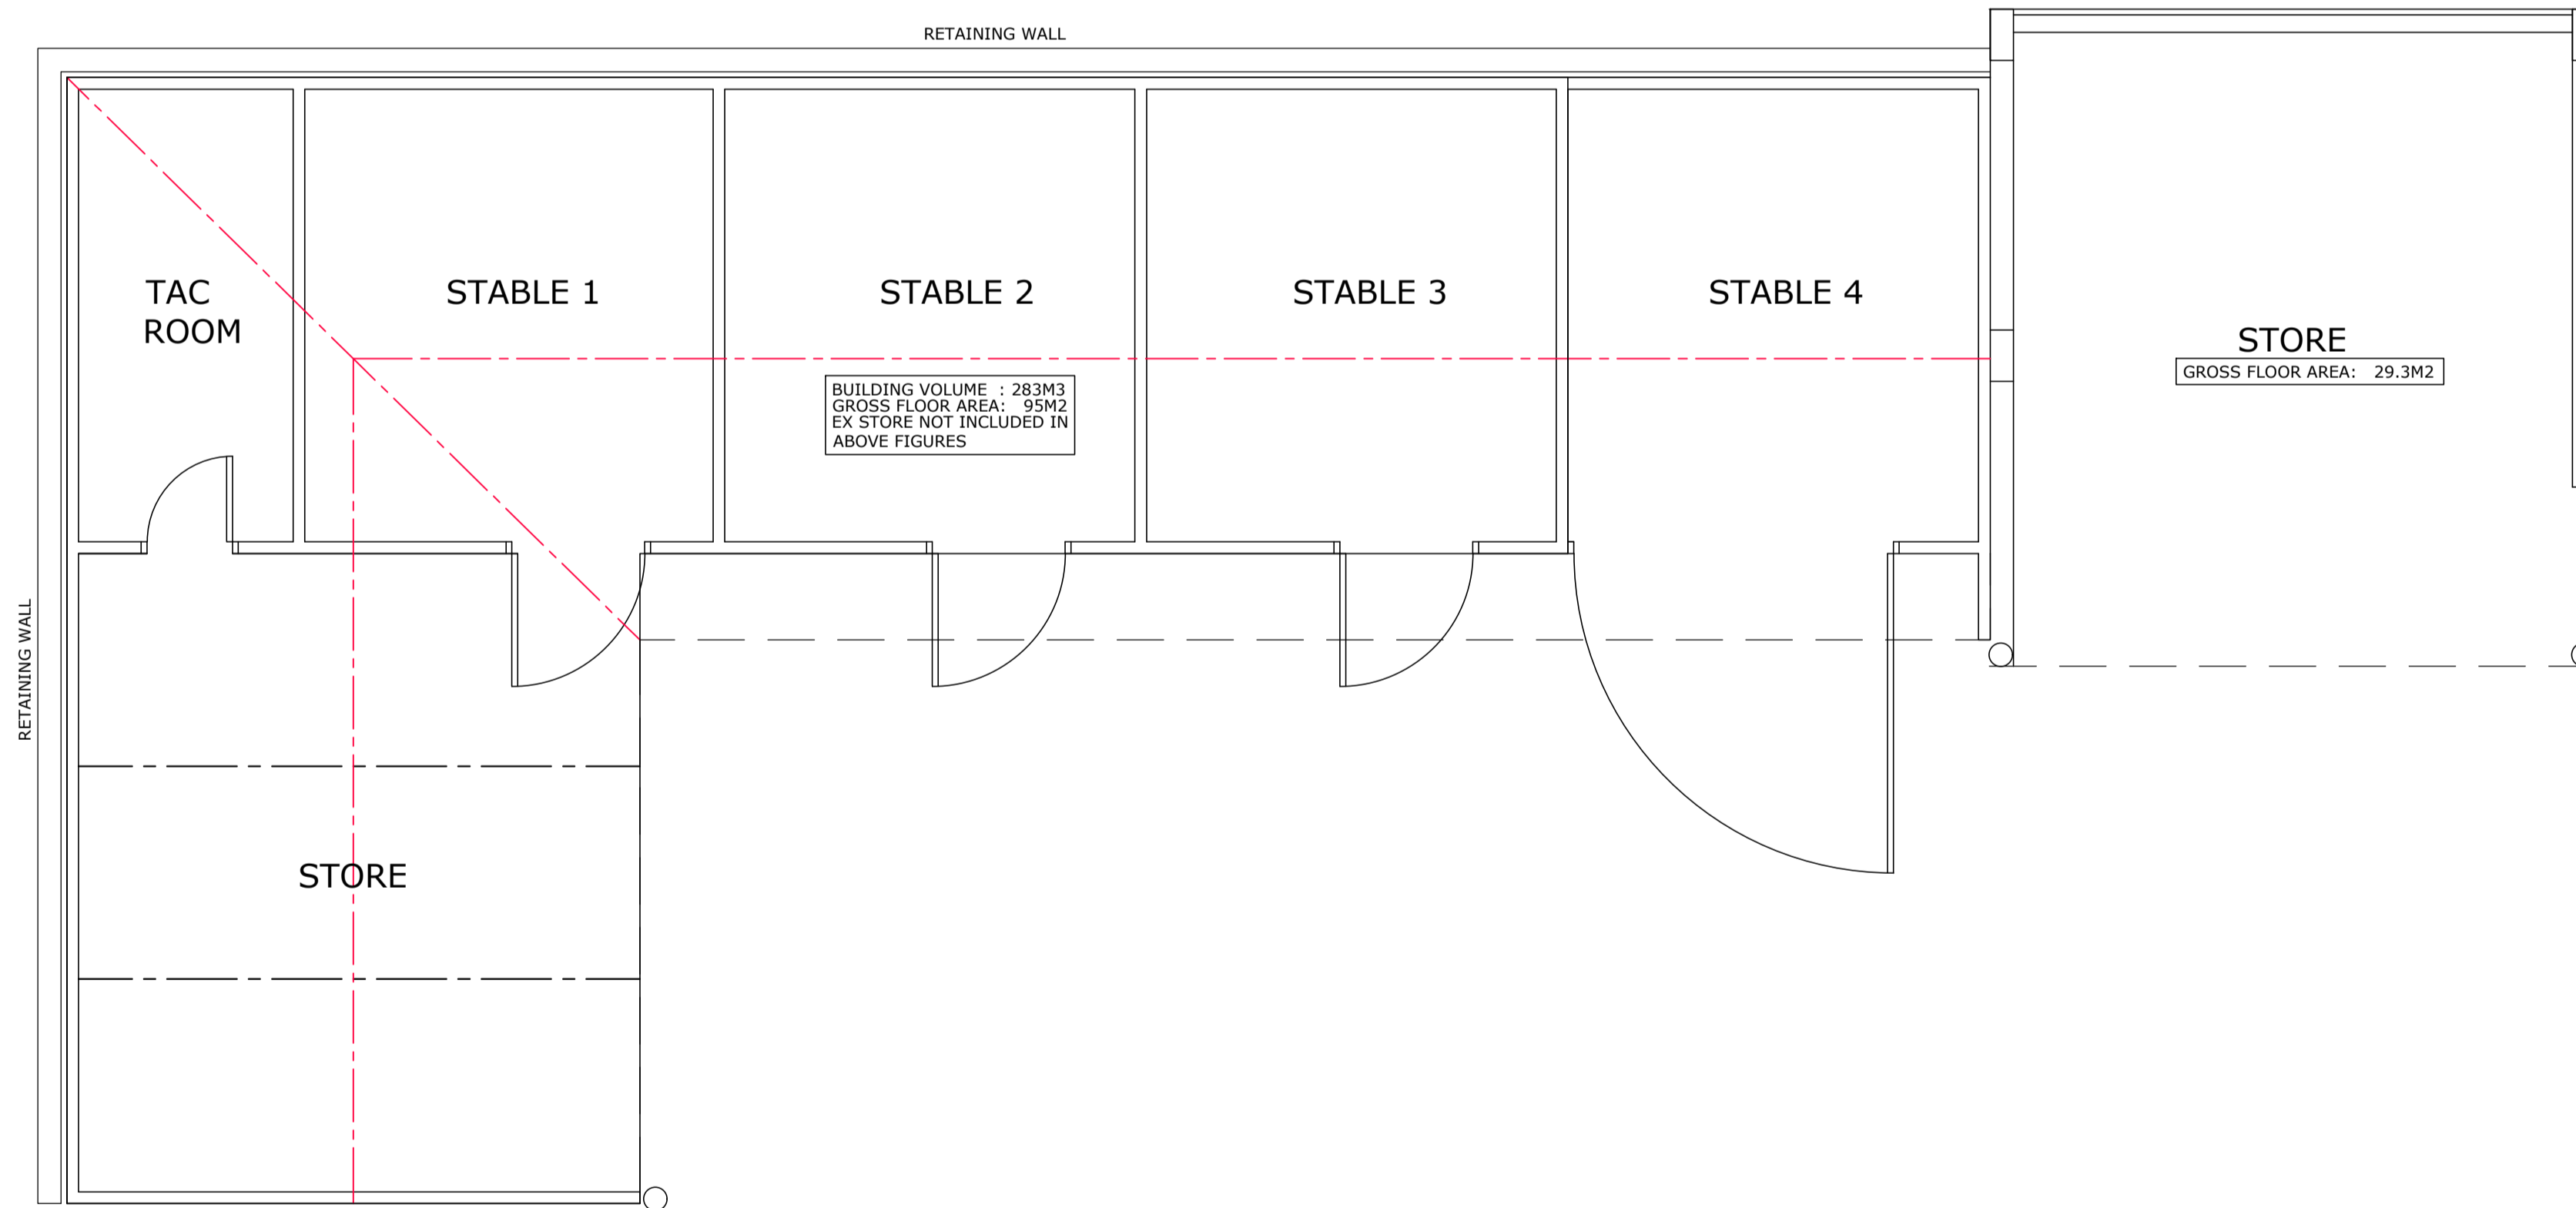 RETAINING WALL
TAC
ROOM
STABLE 1
STABLE 2
STABLE 3
STABLE 4
STORE
GROSS FLOOR AREA: 29.3M2
BUILDING VOLUME : 283M3
GROSS FLOOR AREA: 95M2
EX STORE NOT INCLUDED IN
ABOVE FIGURES
RETAINING WALL
STORE